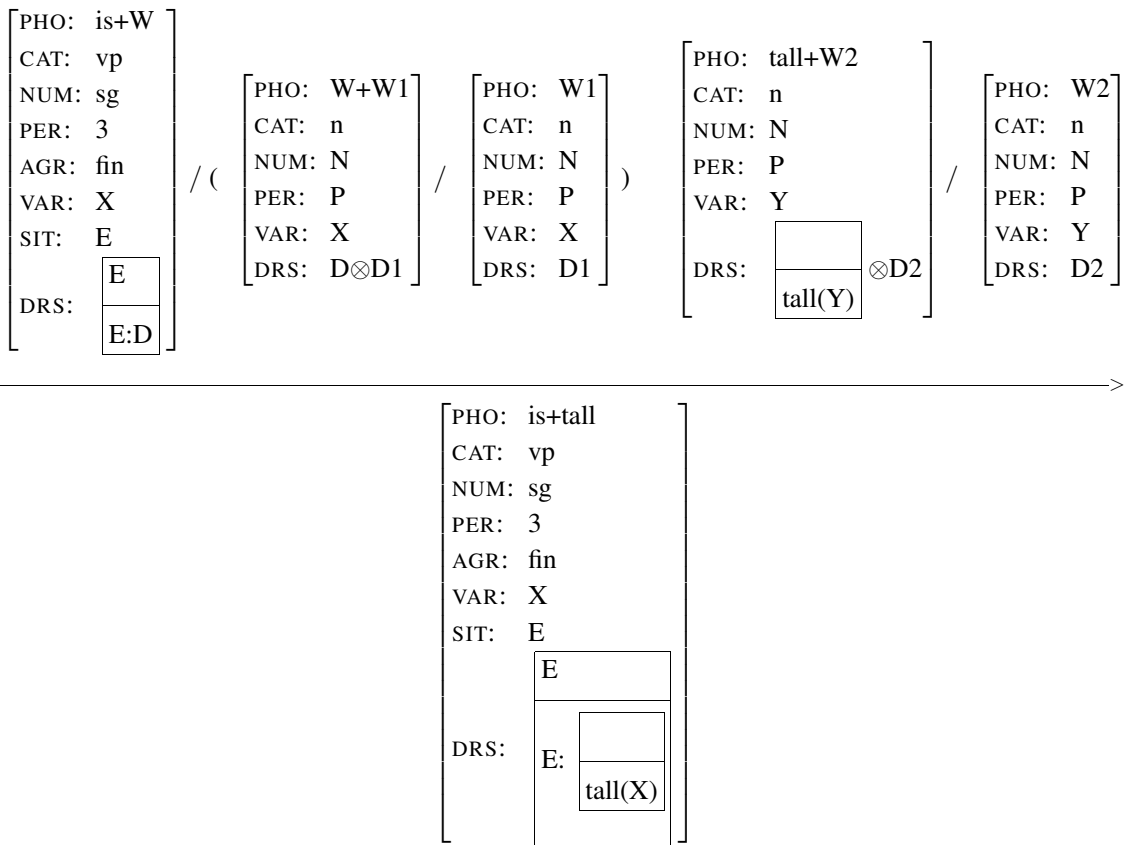 PHO: is+W
CAT: vp
NUM: sg
PER: 3
AGR: fin
VAR: X
SIT: E
DRS: E
E:D
/ (
PHO: W+W1
CAT: n
NUM: N
PER: P
VAR: X
DRS: D⊗D1
/
PHO: W1
CAT: n
NUM: N
PER: P
VAR: X
DRS: D1
)
PHO: tall+W2
CAT: n
NUM: N
PER: P
VAR: Y
DRS: tall(Y) ⊗D2
/
PHO: W2
CAT: n
NUM: N
PER: P
VAR: Y
DRS: D2
>
PHO: is+tall
CAT: vp
NUM: sg
PER: 3
AGR: fin
VAR: X
SIT: E
DRS: E
E: tall(X)